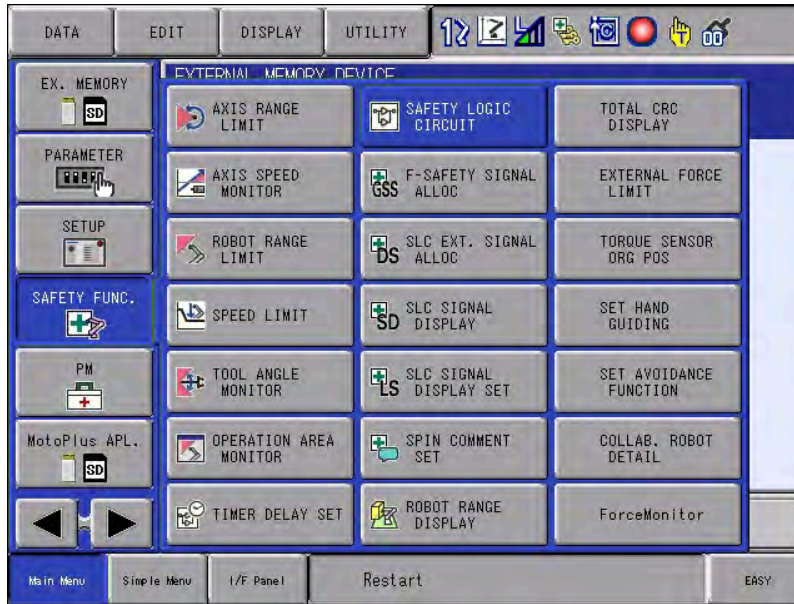 DATA
EDIT
DISPLAY
UTILITY
EX. MEMORY
SD
PARAMETER
SETUP
SAFETY FUNC.
PM
MotoPlus APL.
SD
EXTERNAL MEMORY DEVICE
AXIS RANGE
LIMIT
AXIS SPEED
MONITOR
ROBOT RANGE
LIMIT
SPEED LIMIT
TOOL ANGLE
MONITOR
OPERATION AREA
MONITOR
TIMER DELAY SET
SAFETY LOGIC
CIRCUIT
GSS F-SAFETY SIGNAL
ALLOC
DS SLC EXT. SIGNAL
ALLOC
SD SLC SIGNAL
DISPLAY
LS SLC SIGNAL
DISPLAY SET
SPIN COMMENT
SET
ROBOT RANGE
DISPLAY
TOTAL CRC
DISPLAY
EXTERNAL FORCE
LIMIT
TORQUE SENSOR
ORG POS
SET HAND
GUIDING
SET AVOIDANCE
FUNCTION
COLLAB. ROBOT
DETAIL
ForceMonitor
Main Menu
Simple Menu
I/F Panel
Restart
EASY